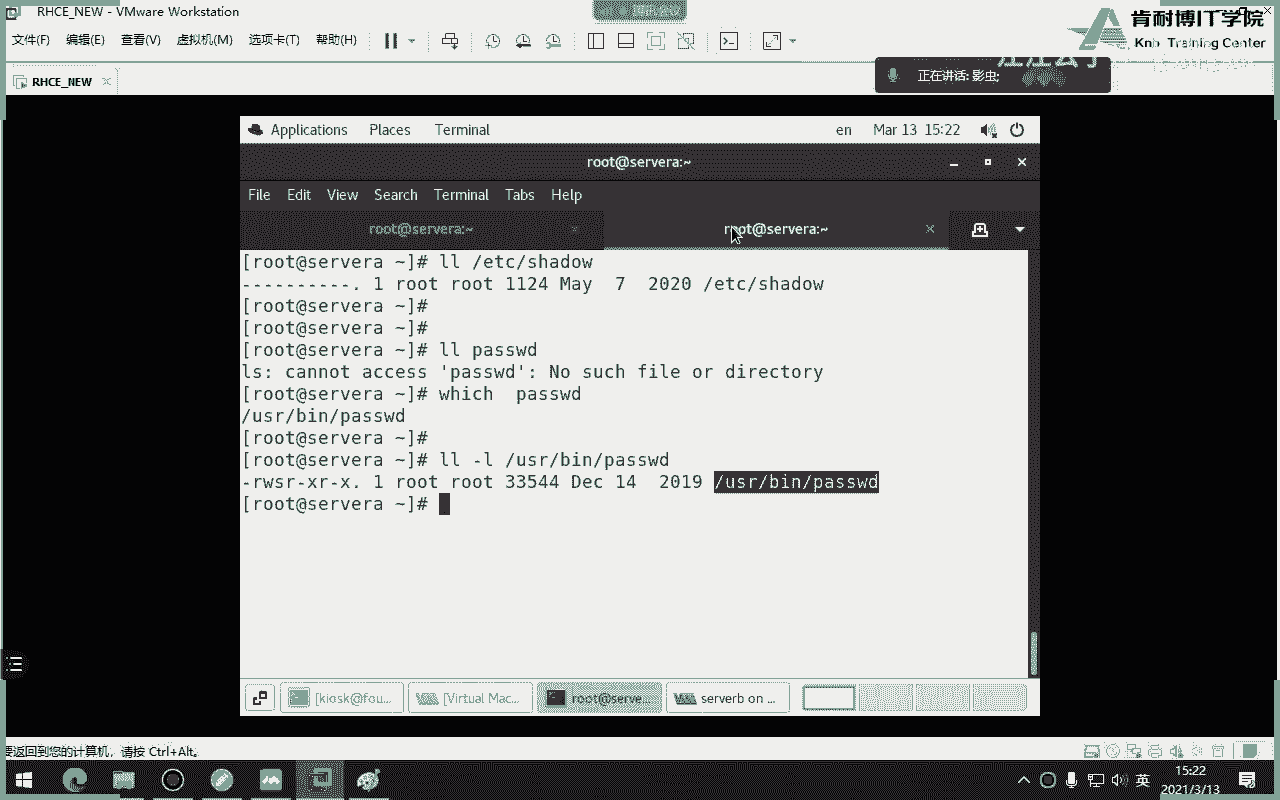 RHCE_NEW - VMware Workstation
肯耐博IT学院
Knb Training Center
文件(F) 编辑(E) 查看(V) 虚拟机(M) 选项卡(T) 帮助(H)
RHCE_NEW
正在讲话: 影虫;
Applications Places Terminal en Mar 13 15:22
root@servera:~
File Edit View Search Terminal Tabs Help
root@servera:~ root@servera:~
[root@servera ~]# ll /etc/shadow
----------. 1 root root 1124 May  7  2020 /etc/shadow
[root@servera ~]#
[root@servera ~]#
[root@servera ~]# ll passwd
ls: cannot access 'passwd': No such file or directory
[root@servera ~]# which  passwd
/usr/bin/passwd
[root@servera ~]#
[root@servera ~]# ll -l /usr/bin/passwd
-rwsr-xr-x. 1 root root 33544 Dec 14  2019 /usr/bin/passwd
[root@servera ~]#
[kiosk@fou... [Virtual Mac... root@serve... serverb on ...
要返回到您的计算机，请按 Ctrl+Alt。
英 15:22
2021/3/13